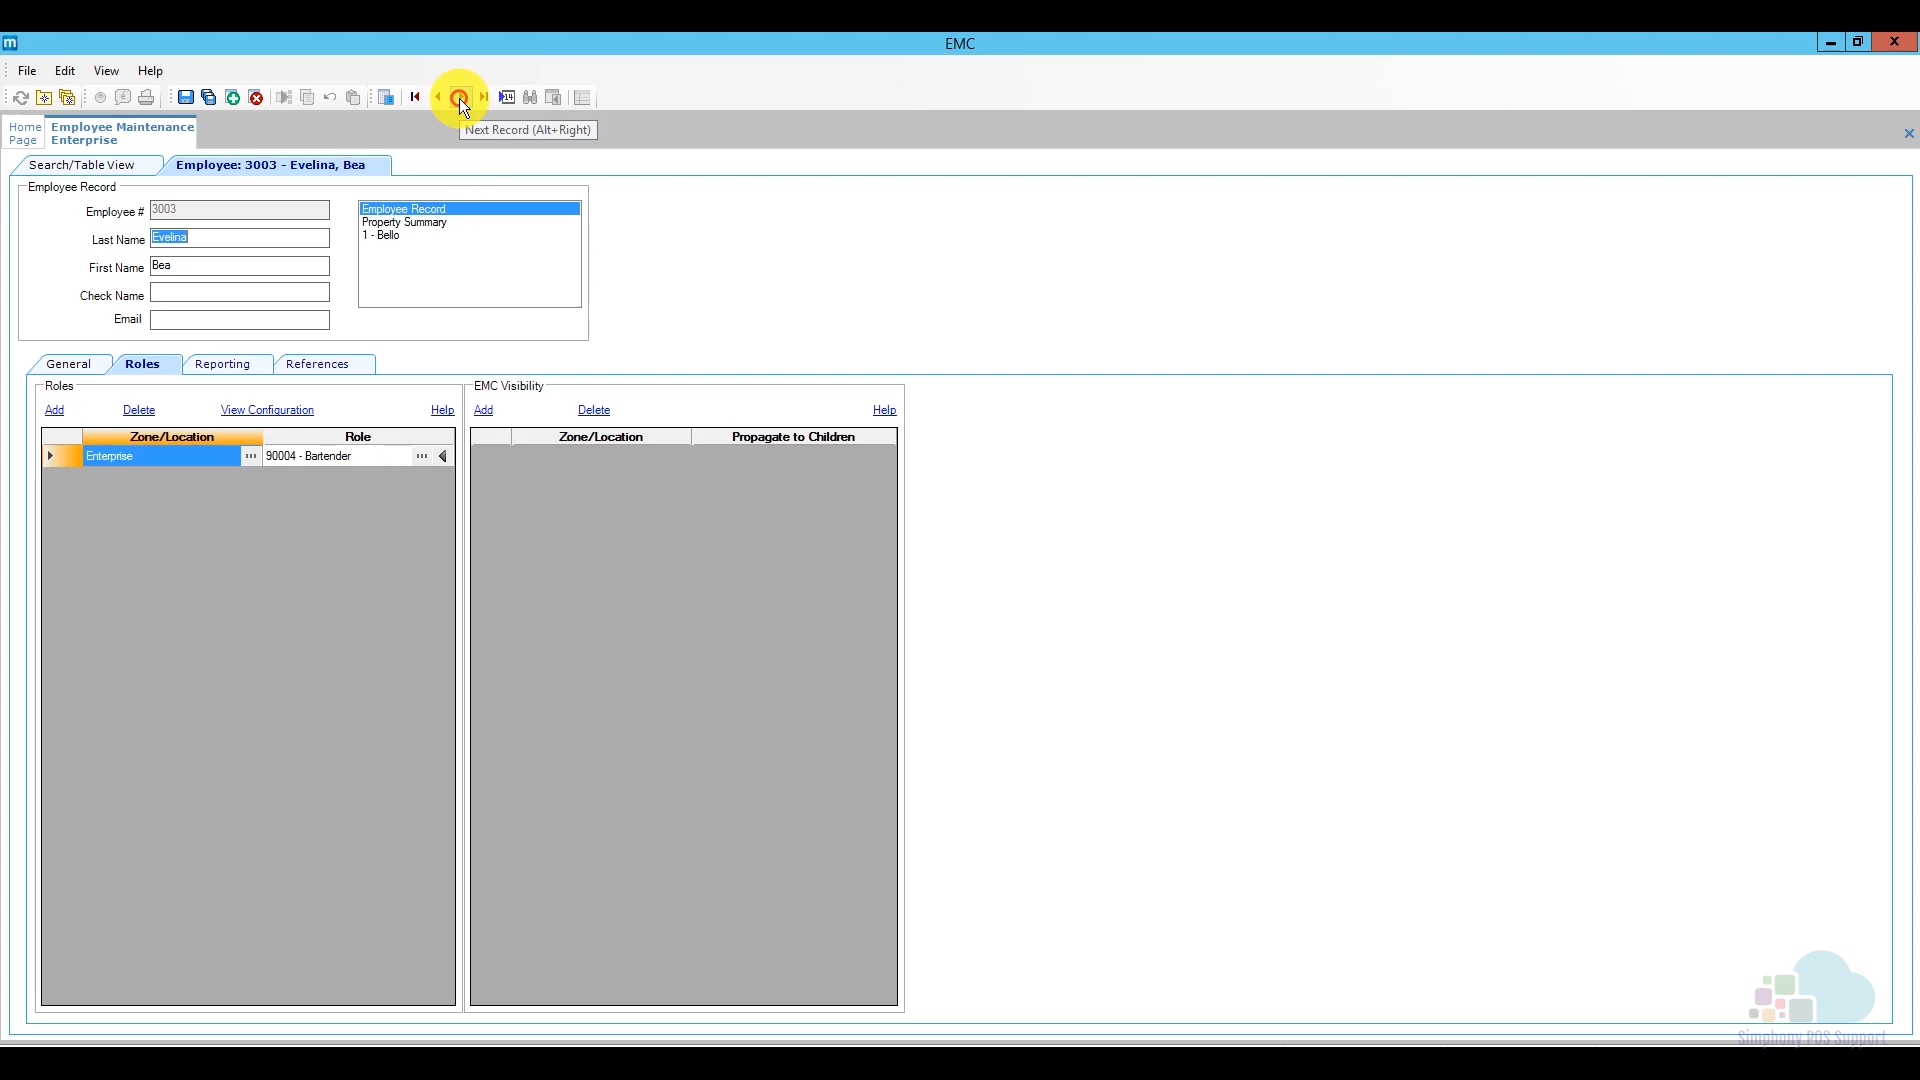 EMC
File Edit View Help
Next Record (Alt+Right)
Home Page
Employee Maintenance
Enterprise
Search/Table View
Employee: 3003 - Evelina, Bea
Employee Record
Employee # 3003
Last Name Evelina
First Name Bea
Check Name
Email
Employee Record
Property Summary
1 - Bello
General Roles Reporting References
Roles
Add Delete View Configuration Help
Zone/Location Role
Enterprise ... 90004 - Bartender ...
EMC Visibility
Add Delete Help
Zone/Location Propagate to Children
Simphony POS Support